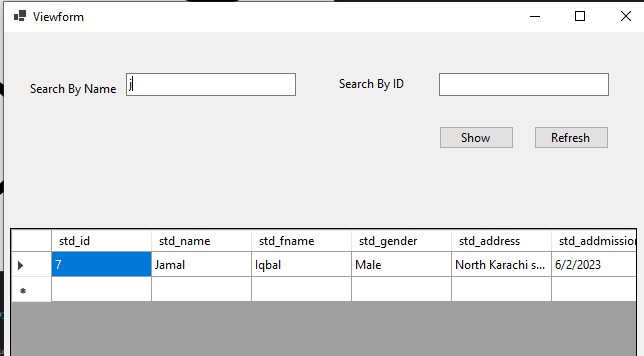 Viewform
Search By Name j
Search By ID
Show Refresh
std_id std_name std_fname std_gender std_address std_addmission
7 Jamal Iqbal Male North Karachi s... 6/2/2023